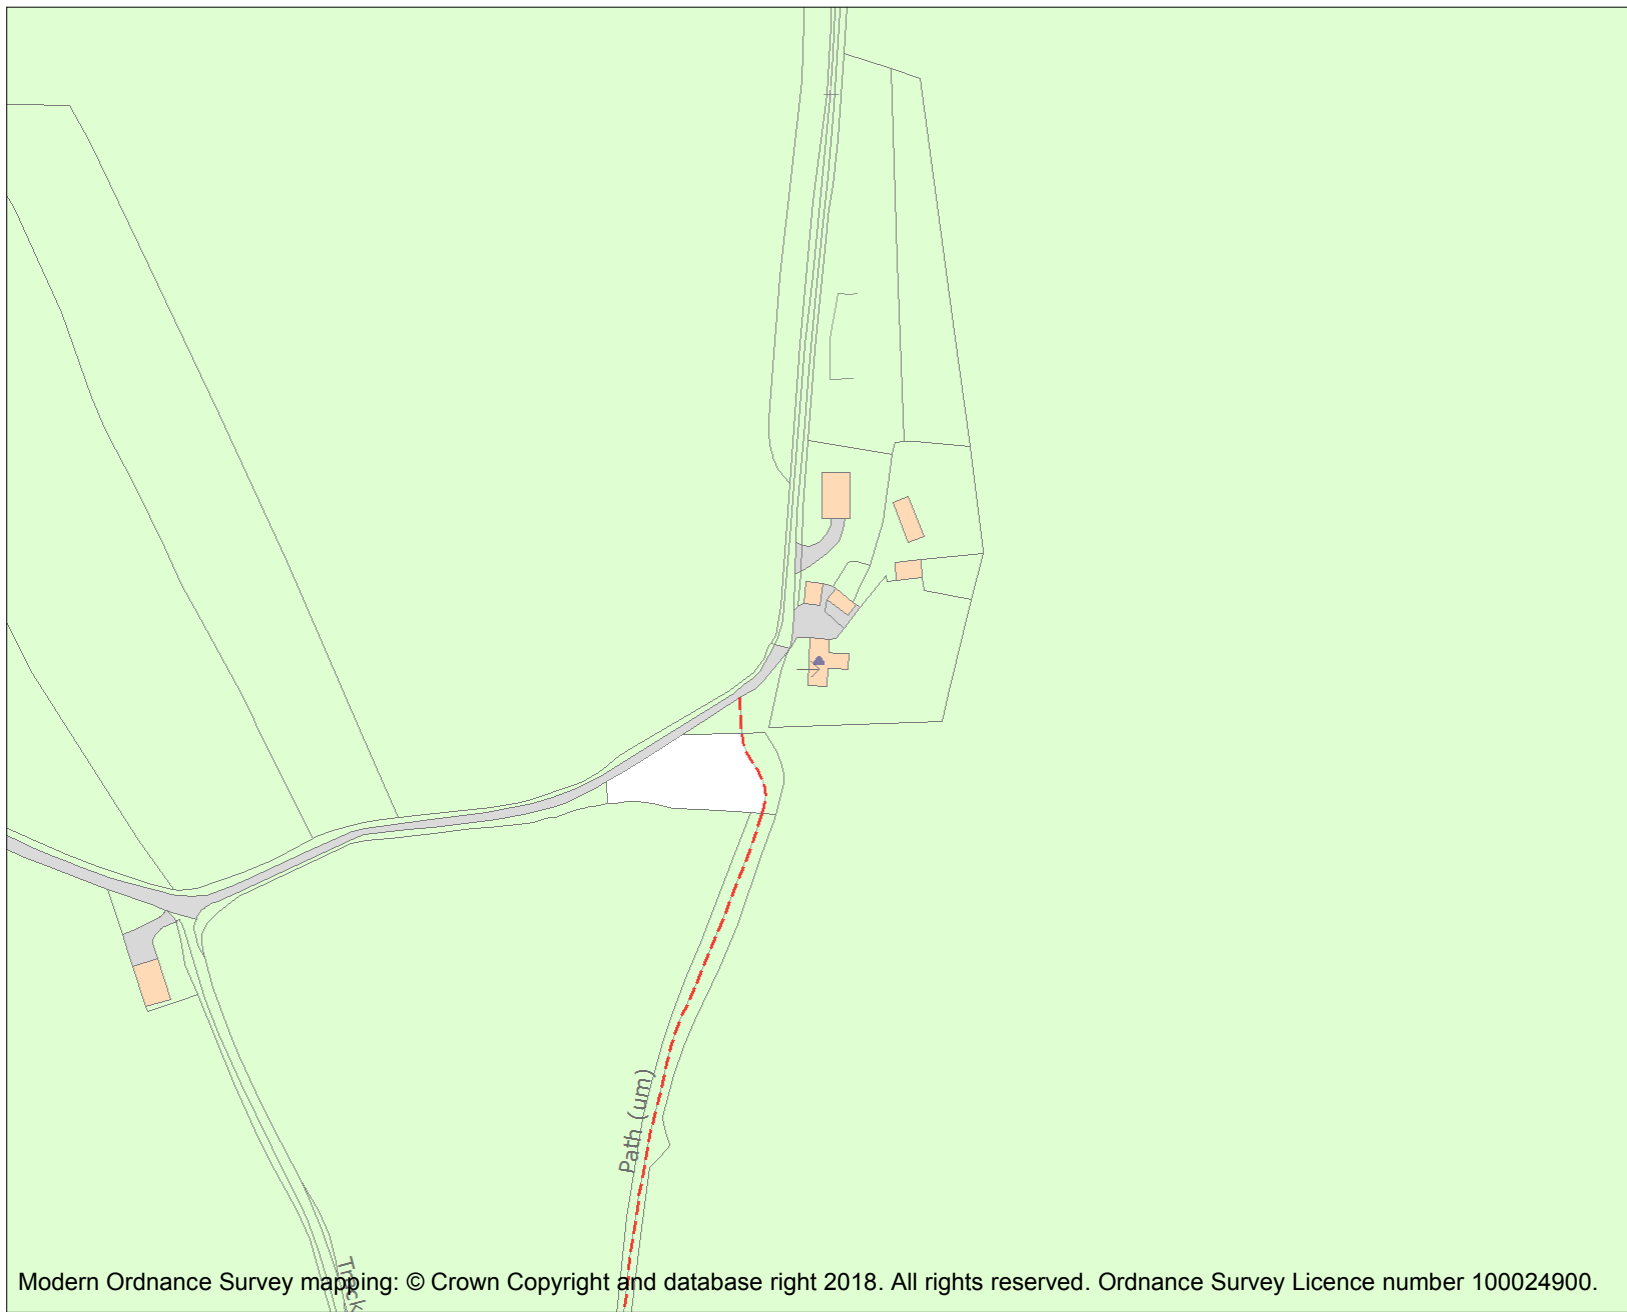 Path (um)
Track
Modern Ordnance Survey mapping: © Crown Copyright and database right 2018. All rights reserved. Ordnance Survey Licence number 100024900.